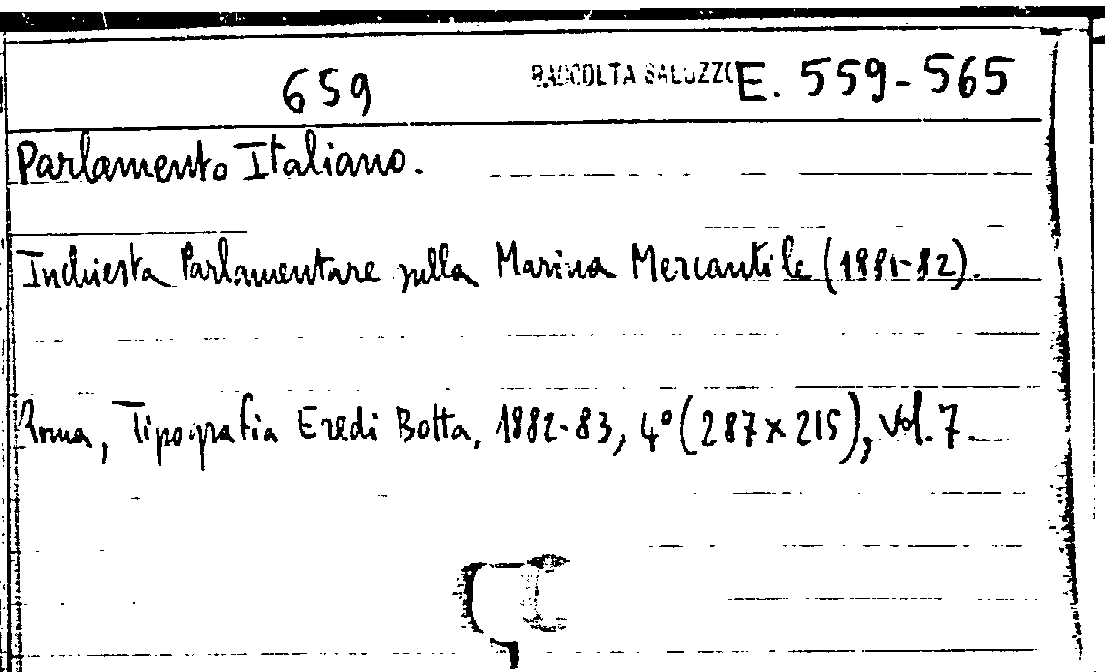 659 RACCOLTA SALUZZO E. 559-565
Parlamento Italiano.
Inchiesta Parlamentare sulla Marina Mercantile (1881-82).
Roma, Tipografia Eredi Botta, 1882-83, 4° (287 x 215), vol. 7.